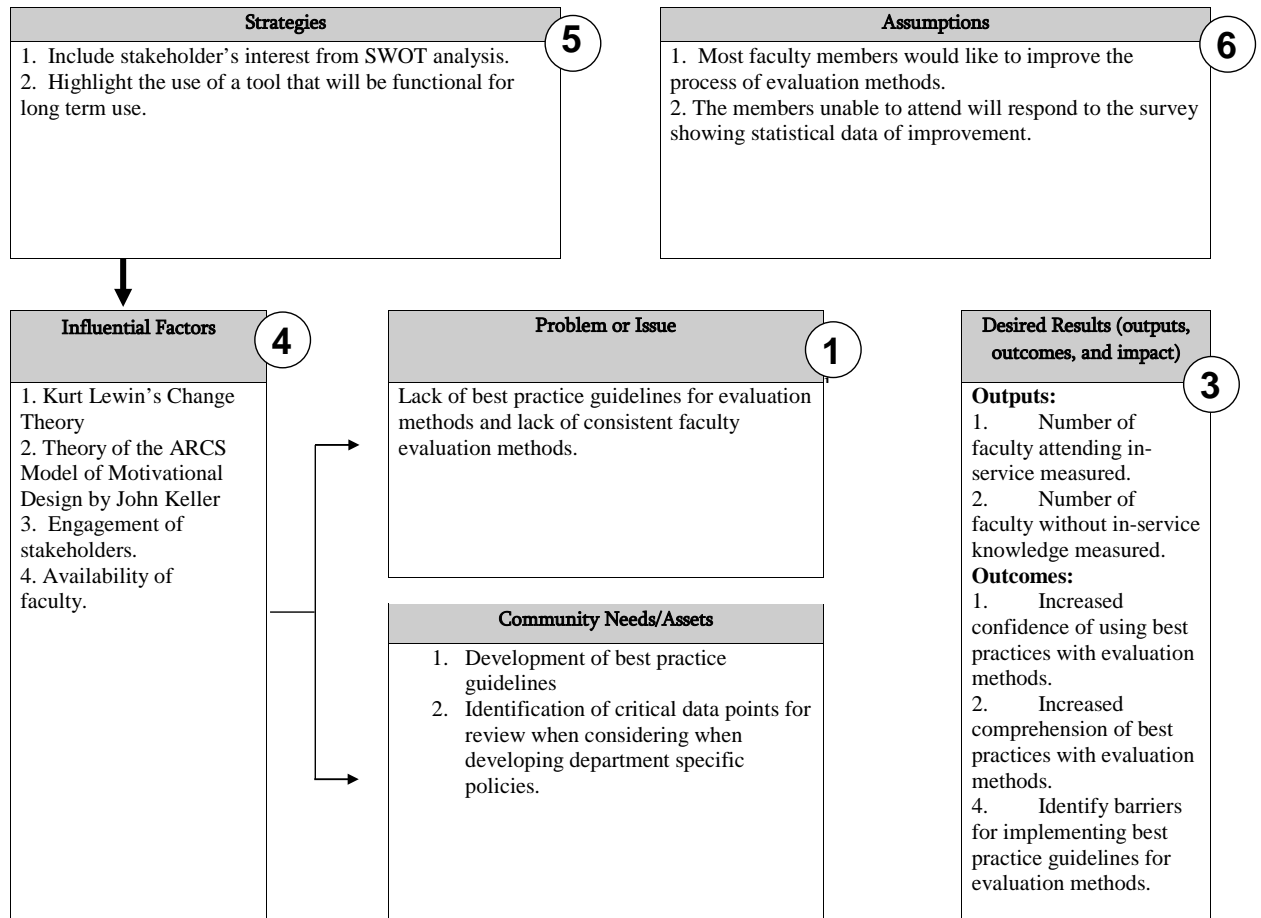 Strategies
5
1. Include stakeholder's interest from SWOT analysis.
2. Highlight the use of a tool that will be functional for
long term use.
Assumptions
6
1. Most faculty members would like to improve the
process of evaluation methods.
2. The members unable to attend will respond to the survey
showing statistical data of improvement.
Influential Factors
4
1. Kurt Lewin's Change
Theory
2. Theory of the ARCS
Model of Motivational
Design by John Keller
3. Engagement of
stakeholders.
4. Availability of
faculty.
Problem or Issue
1
Lack of best practice guidelines for evaluation
methods and lack of consistent faculty
evaluation methods.
Community Needs/Assets
1. Development of best practice
guidelines
2. Identification of critical data points for
review when considering when
developing department specific
policies.
Desired Results (outputs,
outcomes, and impact)
3
Outputs:
1. Number of
faculty attending in-
service measured.
2. Number of
faculty without in-service
knowledge measured.
Outcomes:
1. Increased
confidence of using best
practices with evaluation
methods.
2. Increased
comprehension of best
practices with evaluation
methods.
4. Identify barriers
for implementing best
practice guidelines for
evaluation methods.